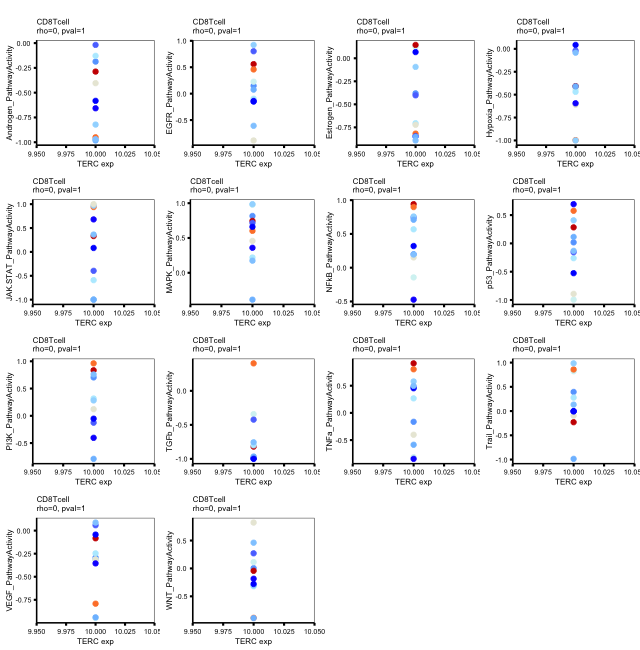 CD8Tcell
rho=0, pval=1
Androgen_PathwayActivity
0.00
-0.25
-0.50
-0.75
-1.00
9.950 9.975 10.000 10.025 10.05
TERC exp
CD8Tcell
rho=0, pval=1
EGFR_PathwayActivity
1.0
0.5
0.0
-0.5
9.950 9.975 10.000 10.025 10.05
TERC exp
CD8Tcell
rho=0, pval=1
Estrogen_PathwayActivity
0.00
-0.25
-0.50
-0.75
9.950 9.975 10.000 10.025 10.05
TERC exp
CD8Tcell
rho=0, pval=1
Hypoxia_PathwayActivity
0.00
-0.25
-0.50
-0.75
-1.00
9.950 9.975 10.000 10.025 10.050
TERC exp
CD8Tcell
rho=0, pval=1
JAK.STAT_PathwayActivity
1.0
0.5
0.0
-0.5
-1.0
9.950 9.975 10.000 10.025 10.05
TERC exp
CD8Tcell
rho=0, pval=1
MAPK_PathwayActivity
1.0
0.5
0.0
9.950 9.975 10.000 10.025 10.05
TERC exp
CD8Tcell
rho=0, pval=1
NFkB_PathwayActivity
1.0
0.5
0.0
-0.5
9.950 9.975 10.000 10.025 10.05
TERC exp
CD8Tcell
rho=0, pval=1
p53_PathwayActivity
0.5
0.0
-0.5
-1.0
9.950 9.975 10.000 10.025 10.050
TERC exp
CD8Tcell
rho=0, pval=1
PI3K_PathwayActivity
1.0
0.5
0.0
-0.5
9.950 9.975 10.000 10.025 10.05
TERC exp
CD8Tcell
rho=0, pval=1
TGFb_PathwayActivity
0.0
-0.5
-1.0
9.950 9.975 10.000 10.025 10.05
TERC exp
CD8Tcell
rho=0, pval=1
TNFa_PathwayActivity
0.5
0.0
-0.5
9.950 9.975 10.000 10.025 10.05
TERC exp
CD8Tcell
rho=0, pval=1
Trail_PathwayActivity
1.0
0.5
0.0
-0.5
-1.0
9.950 9.975 10.000 10.025 10.050
TERC exp
CD8Tcell
rho=0, pval=1
VEGF_PathwayActivity
0.00
-0.25
-0.50
-0.75
9.950 9.975 10.000 10.025 10.05
TERC exp
CD8Tcell
rho=0, pval=1
WNT_PathwayActivity
0.5
0.0
-0.5
9.950 9.975 10.000 10.025 10.050
TERC exp